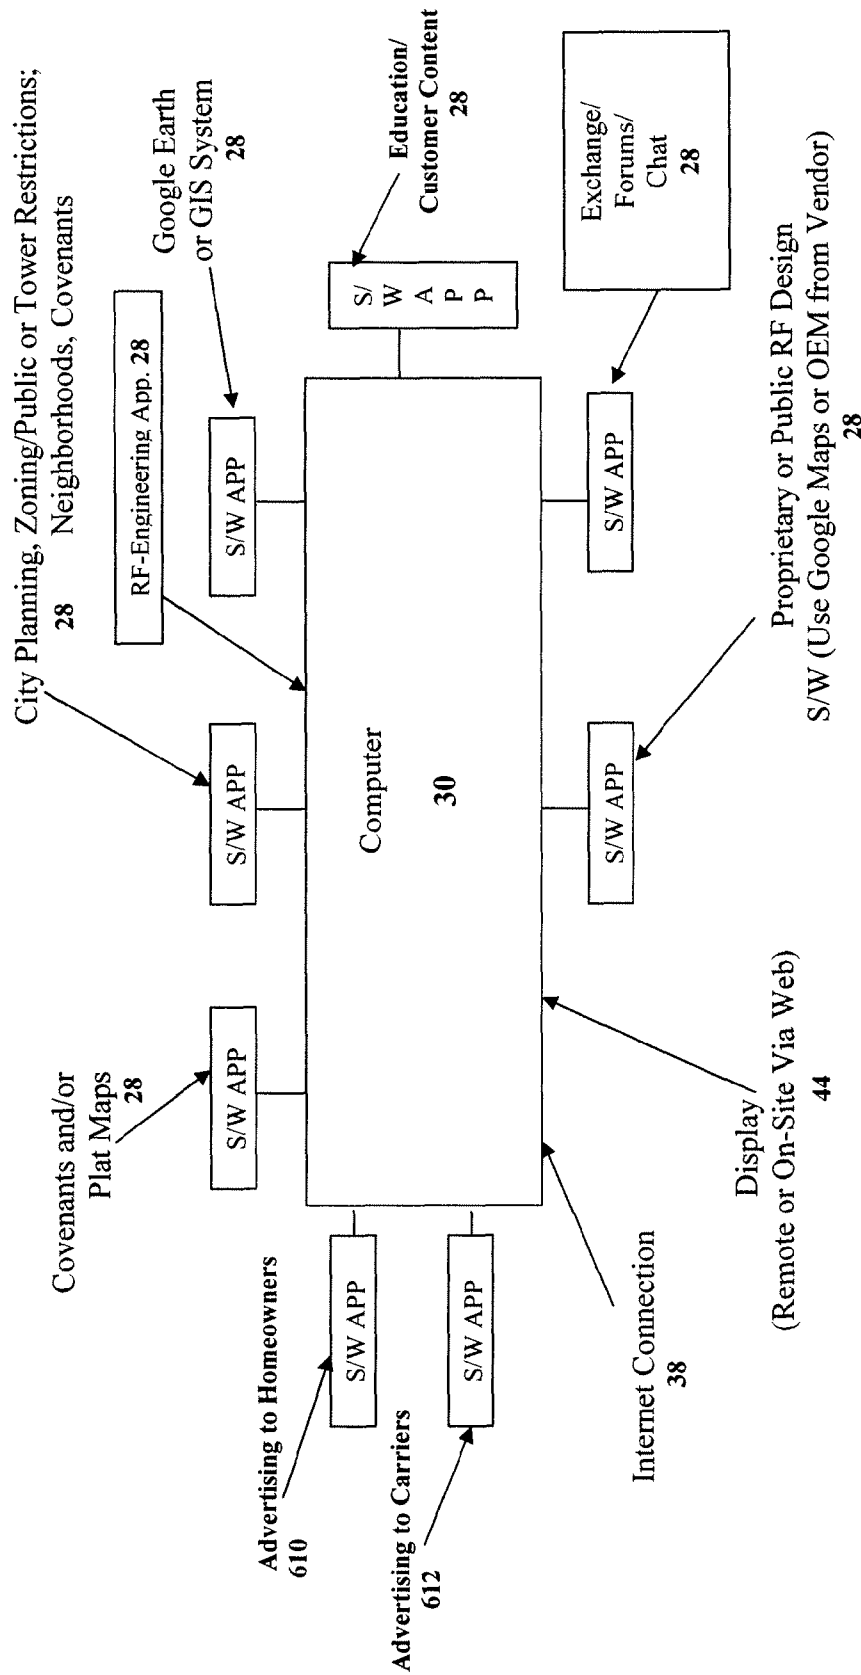 City Planning, Zoning/Public or Tower Restrictions;
28 Neighborhoods, Covenants
RF-Engineering App. 28
Google Earth
or GIS System
28
Covenants and/or
Plat Maps
28
S/W APP
S/W APP
S/W APP
Advertising to Homeowners
610
S/W APP
Advertising to Carriers
612
S/W APP
Computer
30
S/
W
A
P
P
Education/
Customer Content
28
S/W APP
S/W APP
Exchange/
Forums/
Chat
28
Internet Connection
38
Display
(Remote or On-Site Via Web)
44
Proprietary or Public RF Design
S/W (Use Google Maps or OEM from Vendor)
28